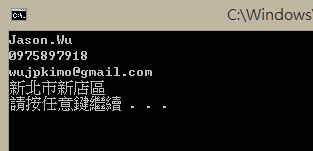 C:\Windows
Jason.Wu
0975897918
wujpkimo@gmail.com
新北市新店區
請按任意鍵繼續 . . .